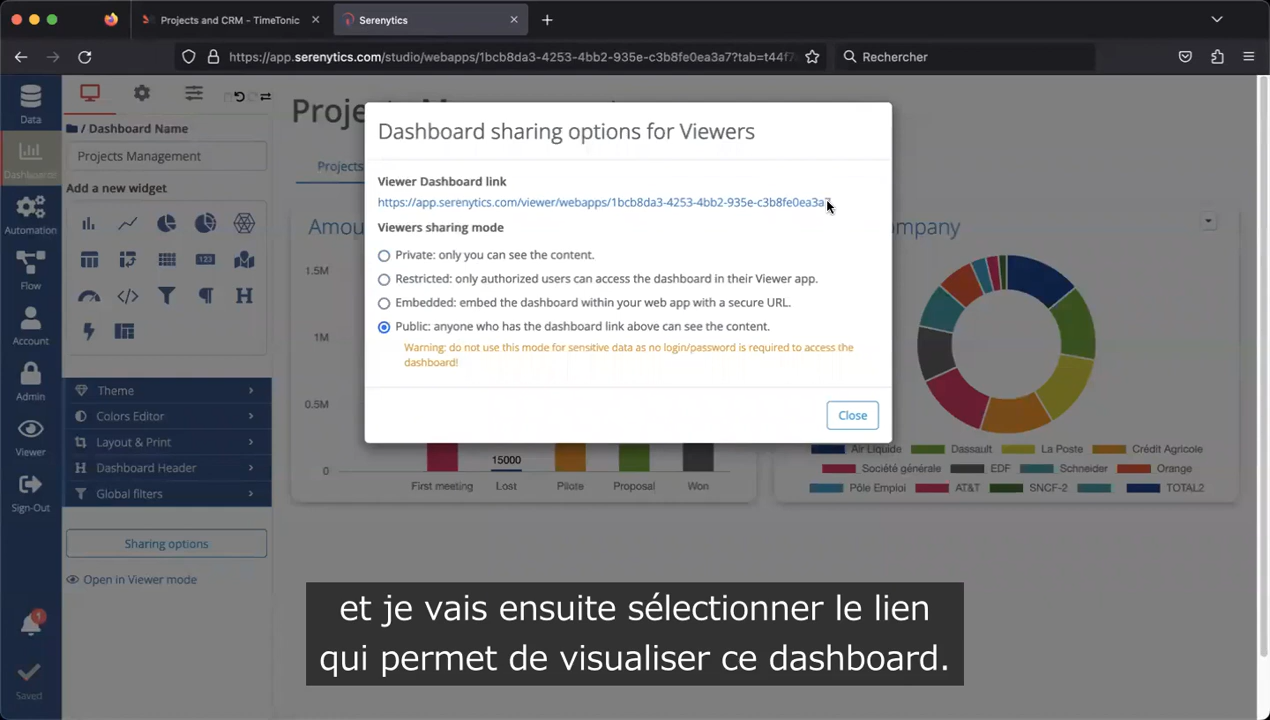 Projects and CRM - TimeTonic
Serenytics
https://app.serenytics.com/studio/webapps/1bcb8da3-4253-4bb2-935e-c3b8fe0ea3a7?tab=t44f7
Rechercher
Data
Dashboards
Automation
Flow
Account
Admin
Viewer
Sign-Out
1
Saved
/ Dashboard Name
Projects Management
Add a new widget
123
H
Theme
Colors Editor
Layout & Print
H Dashboard Header
Global filters
Sharing options
Open in Viewer mode
Projects
Dashboard sharing options for Viewers
Viewer Dashboard link
https://app.serenytics.com/viewer/webapps/1bcb8da3-4253-4bb2-935e-c3b8fe0ea3a7
Viewers sharing mode
Private: only you can see the content.
Restricted: only authorized users can access the dashboard in their Viewer app.
Embedded: embed the dashboard within your web app with a secure URL.
Public: anyone who has the dashboard link above can see the content.
Warning: do not use this mode for sensitive data as no login/password is required to access the
dashboard!
Close
1.5M
1M
0.5M
0
15000
First meeting Lost Pilote Proposal Won
Air Liquide Dassault La Poste Crédit Agricole
Société générale EDF Schneider Orange
Pôle Emploi AT&T SNCF-2 TOTAL2
et je vais ensuite sélectionner le lien
qui permet de visualiser ce dashboard.